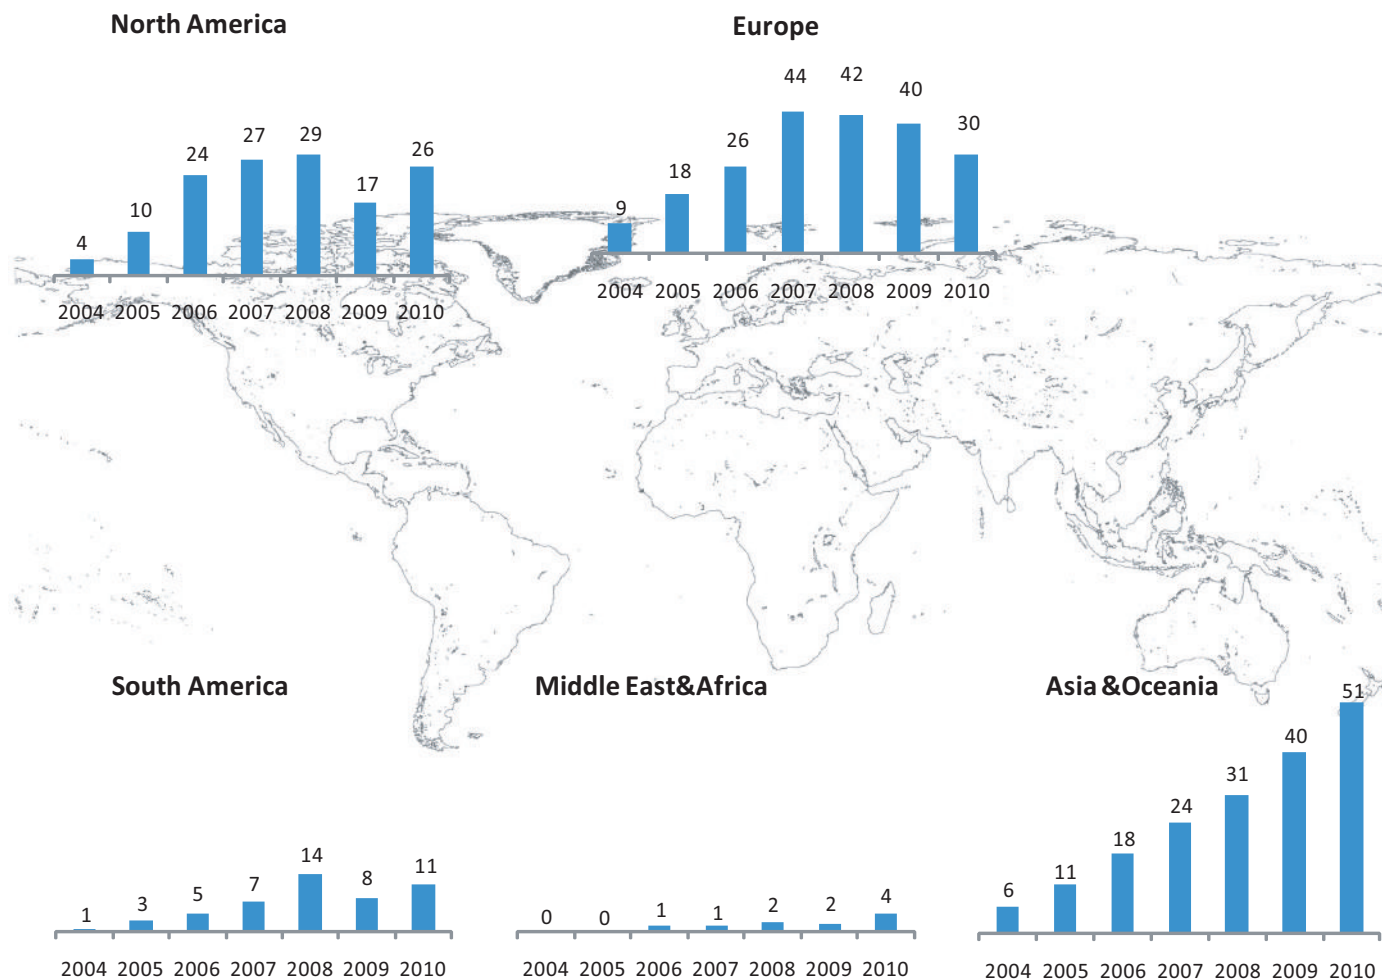 North America
4 10 24 27 29 17 26
2004 2005 2006 2007 2008 2009 2010
Europe
9 18 26 44 42 40 30
2004 2005 2006 2007 2008 2009 2010
South America
1 3 5 7 14 8 11
2004 2005 2006 2007 2008 2009 2010
Middle East&Africa
0 0 1 1 2 2 4
2004 2005 2006 2007 2008 2009 2010
Asia &Oceania
6 11 18 24 31 40 51
2004 2005 2006 2007 2008 2009 2010